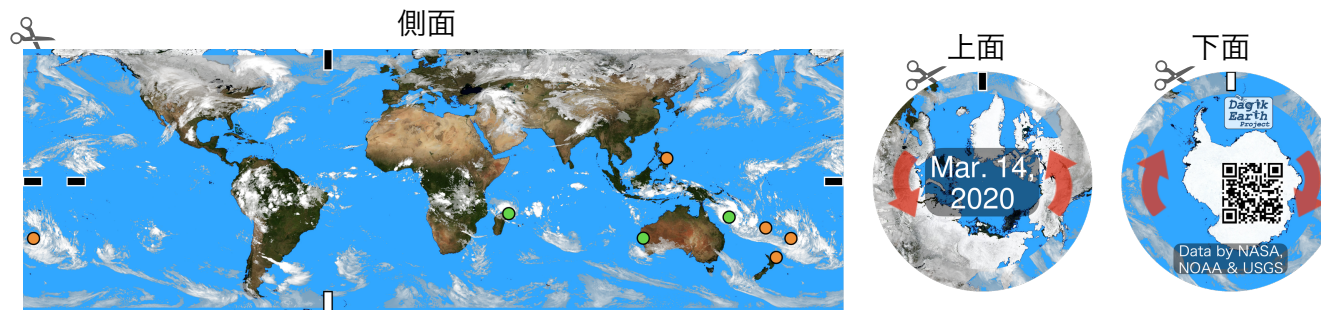 側面
上面
下面
Mar. 14,
2020
Dagik
Earth
Project
Data by NASA,
NOAA & USGS